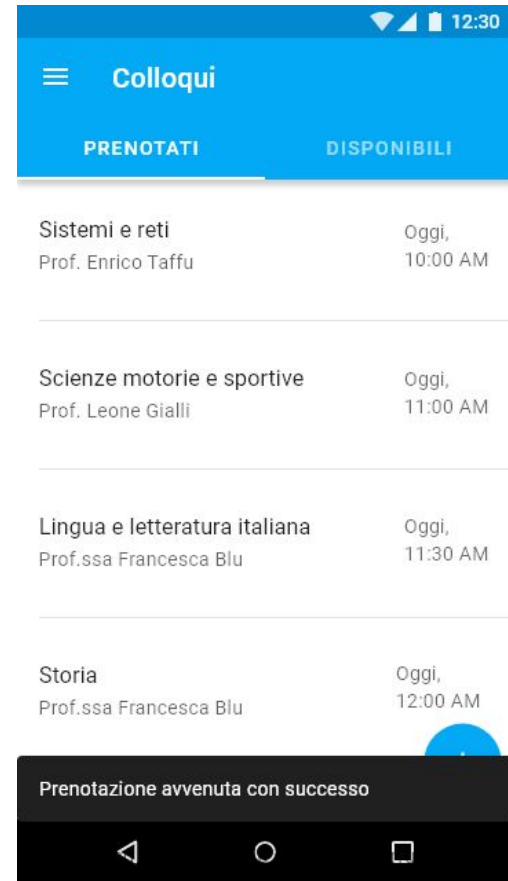 12:30
Colloqui
PRENOTATI DISPONIBILI
Sistemi e reti
Prof. Enrico Taffu
Oggi,
10:00 AM
Scienze motorie e sportive
Prof. Leone Gialli
Oggi,
11:00 AM
Lingua e letteratura italiana
Prof.ssa Francesca Blu
Oggi,
11:30 AM
Storia
Prof.ssa Francesca Blu
Oggi,
12:00 AM
Prenotazione avvenuta con successo